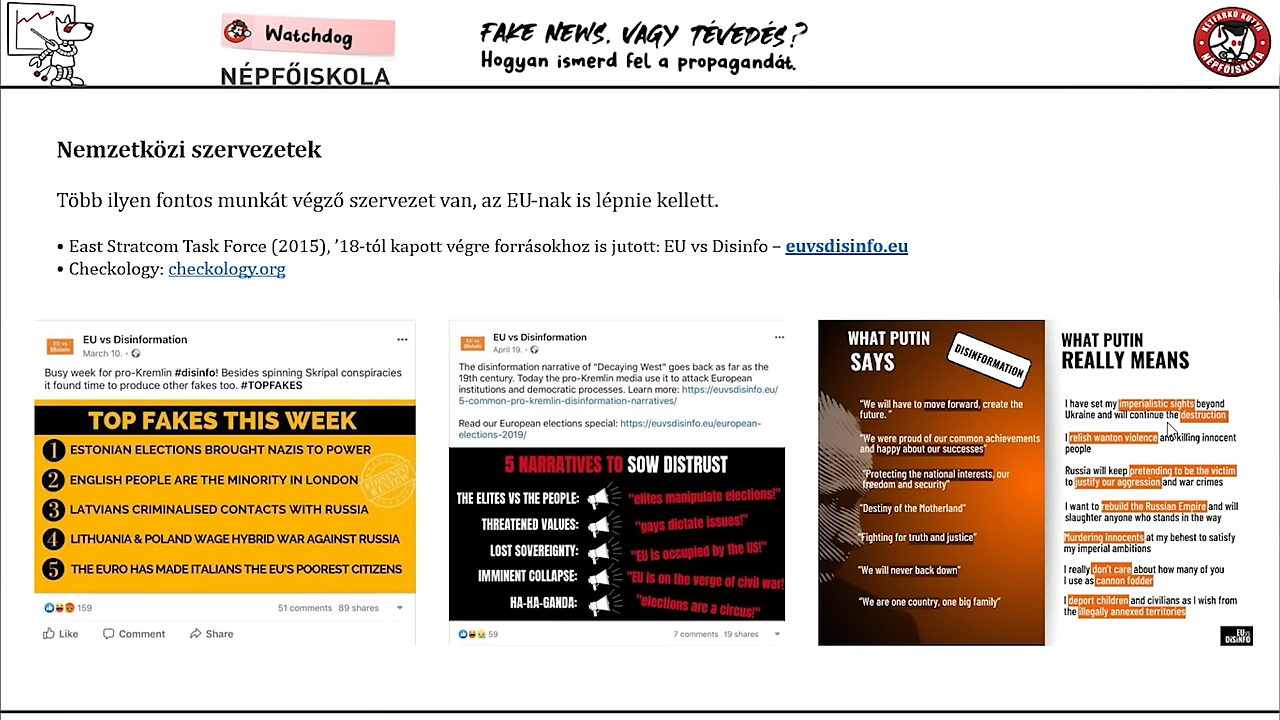 Watchdog
NÉPFŐISKOLA
FAKE NEWS, VAGY TÉVEDÉS?
Hogyan ismerd fel a propagandát.
KÉTFARKÚ KUTYA
NÉPFŐISKOLA
Nemzetközi szervezetek
Több ilyen fontos munkát végző szervezet van, az EU-nak is lépnie kellett.
• East Stratcom Task Force (2015), ’18-tól kapott végre forrásokhoz is jutott: EU vs Disinfo – euvsdisinfo.eu
• Checkology: checkology.org
EU vs Disinfo
EU vs Disinformation
March 10. ·
Busy week for pro-Kremlin #disinfo! Besides spinning Skripal conspiracies
it found time to produce other fakes too. #TOPFAKES
TOP FAKES THIS WEEK
1 ESTONIAN ELECTIONS BROUGHT NAZIS TO POWER
2 ENGLISH PEOPLE ARE THE MINORITY IN LONDON
3 LATVIANS CRIMINALISED CONTACTS WITH RUSSIA
4 LITHUANIA & POLAND WAGE HYBRID WAR AGAINST RUSSIA
5 THE EURO HAS MADE ITALIANS THE EU'S POOREST CITIZENS
159 51 comments 89 shares
Like Comment Share
EU vs Disinfo
EU vs Disinformation
April 19. ·
The disinformation narrative of "Decaying West" goes back as far as the
19th century. Today the pro-Kremlin media use it to attack European
institutions and democratic processes. Learn more: https://euvsdisinfo.eu/
5-common-pro-kremlin-disinformation-narratives/
Read our European elections special: https://euvsdisinfo.eu/european-
elections-2019/
5 NARRATIVES TO SOW DISTRUST
THE ELITES VS THE PEOPLE: "elites manipulate elections!"
THREATENED VALUES: "gays dictate issues!"
LOST SOVEREIGNTY: "EU is occupied by the US!"
IMMINENT COLLAPSE: "EU is on the verge of civil war!
HA-HA-GANDA: "elections are a circus!"
59 7 comments 19 shares
WHAT PUTIN
SAYS
DISINFORMATION
"We will have to move forward, create the
future. "
"We were proud of our common achievements
and happy about our successes"
"Protecting the national interests, our
freedom and security"
"Destiny of the Motherland"
"Fighting for truth and justice"
"We will never back down"
"We are one country, one big family"
WHAT PUTIN
REALLY MEANS
I have set my imperialistic sights beyond
Ukraine and will continue the destruction
I relish wanton violence and killing innocent
people
Russia will keep pretending to be the victim
to justify our aggression and war crimes
I want to rebuild the Russian Empire and will
slaughter anyone who stands in the way
Murdering innocents at my behest to satisfy
my imperial ambitions
I really don't care about how many of you
I use as cannon fodder
I deport children and civilians as I wish from
the illegally annexed territories
EUvs
DiSiNFO